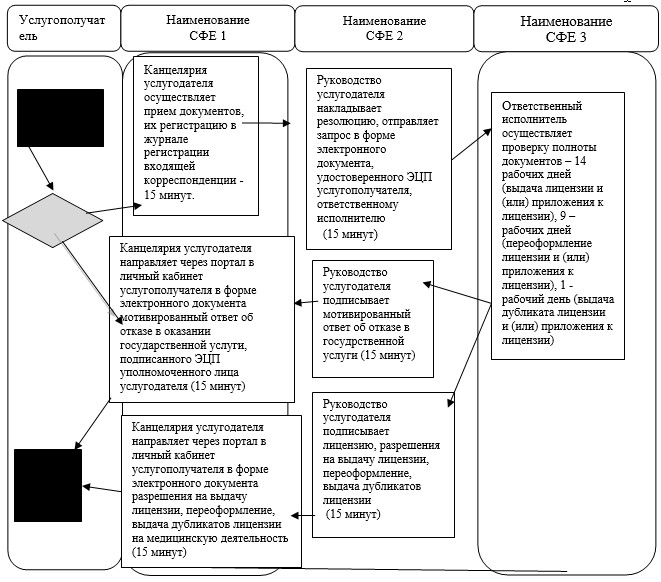 Услугополучат
ель
Наименование
СФЕ 1
Наименование
СФЕ 2
Наименование
СФЕ 3
Канцелярия
услугодателя
осуществляет
прием документов,
их регистрацию в
журнале
регистрации
входящей
корреспонденции -
15 минут.
Руководство
услугодателя
накладывает
резолюцию, отправляет
запрос в форме
электронного
документа,
удостоверенного ЭЦП
услугополучателя,
ответственному
исполнителю
(15 минут)
Ответственный
исполнитель
осуществляет
проверку полноты
документов – 14
рабочих дней
(выдача лицензии и
(или) приложения к
лицензии), 9 –
рабочих дней
(переоформление
лицензии и (или)
приложения к
лицензии), 1 -
рабочий день (выдача
дубликата лицензии
и (или) приложения к
лицензии)
Канцелярия услугодателя
направляет через портал в
личный кабинет
услугополучателя в форме
электронного документа
мотивированный ответ об
отказе в оказании
государственной услуги,
подписанного ЭЦП
уполномоченного лица
услугодателя (15 минут)
Руководство
услугодателя
подписывает
мотивированный
ответ об отказе в
госудрственной
услуги (15 минут)
Руководство
услугодателя
подписывает
лицензию, разрешения
на выдачу лицензии,
переоформление,
выдача дубликатов
лицензии
(15 минут)
Канцелярия услугодателя
направляет через портал в
личный кабинет
услугополучателя в форме
электронного документа
разрешения на выдачу
лицензии, переоформление,
выдача дубликатов лицензии
на медицинскую деятельность
(15 минут)